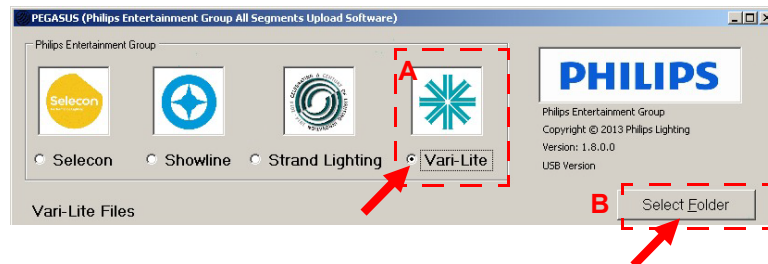 PEGASUS (Philips Entertainment Group All Segments Upload Software)
Philips Entertainment Group
A
Selecon
PHILIPS
Philips Entertainment Group
Copyright © 2013 Philips Lighting
Version: 1.8.0.0
USB Version
Selecon
Showline
Strand Lighting
Vari-Lite
B
Select Folder
Vari-Lite Files